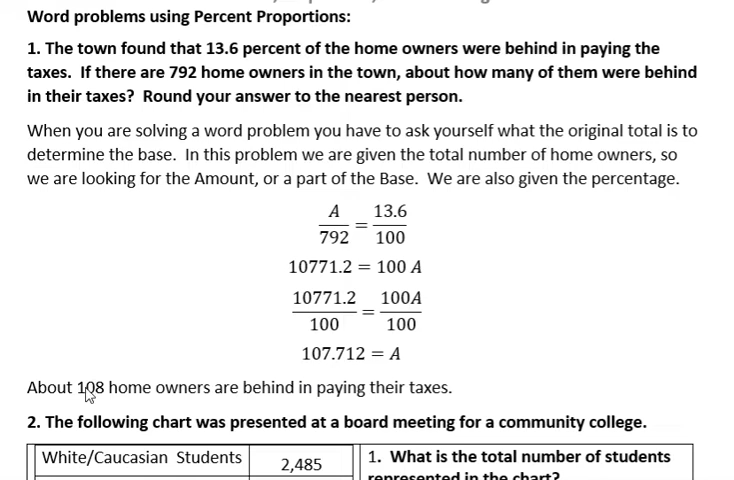 Word problems using Percent Proportions:
1. The town found that 13.6 percent of the home owners were behind in paying the
taxes. If there are 792 home owners in the town, about how many of them were behind
in their taxes? Round your answer to the nearest person.
When you are solving a word problem you have to ask yourself what the original total is to
determine the base. In this problem we are given the total number of home owners, so
we are looking for the Amount, or a part of the Base. We are also given the percentage.
A/792 = 13.6/100
10771.2 = 100 A
10771.2/100 = 100A/100
107.712 = A
About 108 home owners are behind in paying their taxes.
2. The following chart was presented at a board meeting for a community college.
White/Caucasian Students 2,485 1. What is the total number of students
represented in the chart?